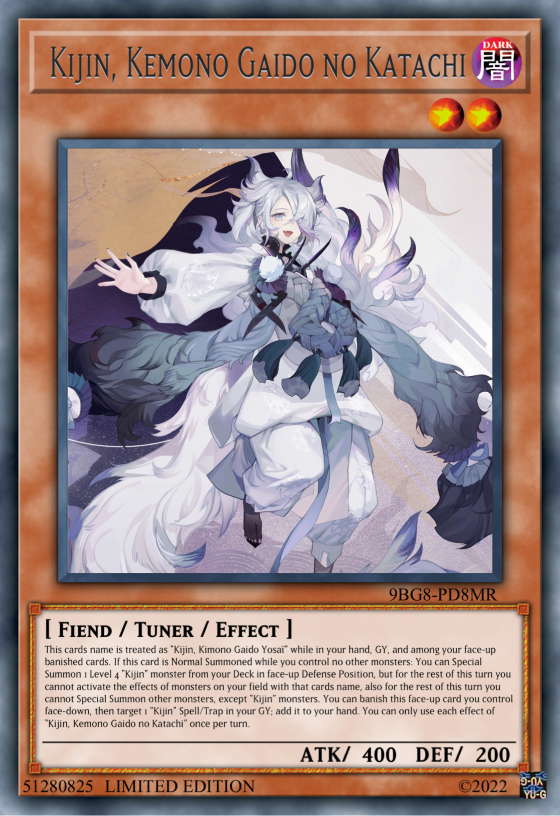 Kijin, Kemono Gaido no Katachi
DARK
闇
9BG8-PD8MR
[ Fiend / Tuner / Effect ]
This cards name is treated as "Kijin, Kimono Gaido Yosaï" while in your hand, GY, and among your face-up
banished cards. If this card is Normal Summoned while you control no other monsters: You can Special
Summon 1 Level 4 "Kijin" monster from your Deck in face-up Defense Position, but for the rest of this turn you
cannot activate the effects of monsters on your field with that cards name, also for the rest of this turn you
cannot Special Summon other monsters, except "Kijin" monsters. You can banish this face-up card you control
face-down, then target 1 "Kijin" Spell/Trap in your GY; add it to your hand. You can only use each effect of
"Kijin, Kemono Gaido no Katachi" once per turn.
ATK/ 400 DEF/ 200
51280825 LIMITED EDITION ©2022
YU-G
YU-G